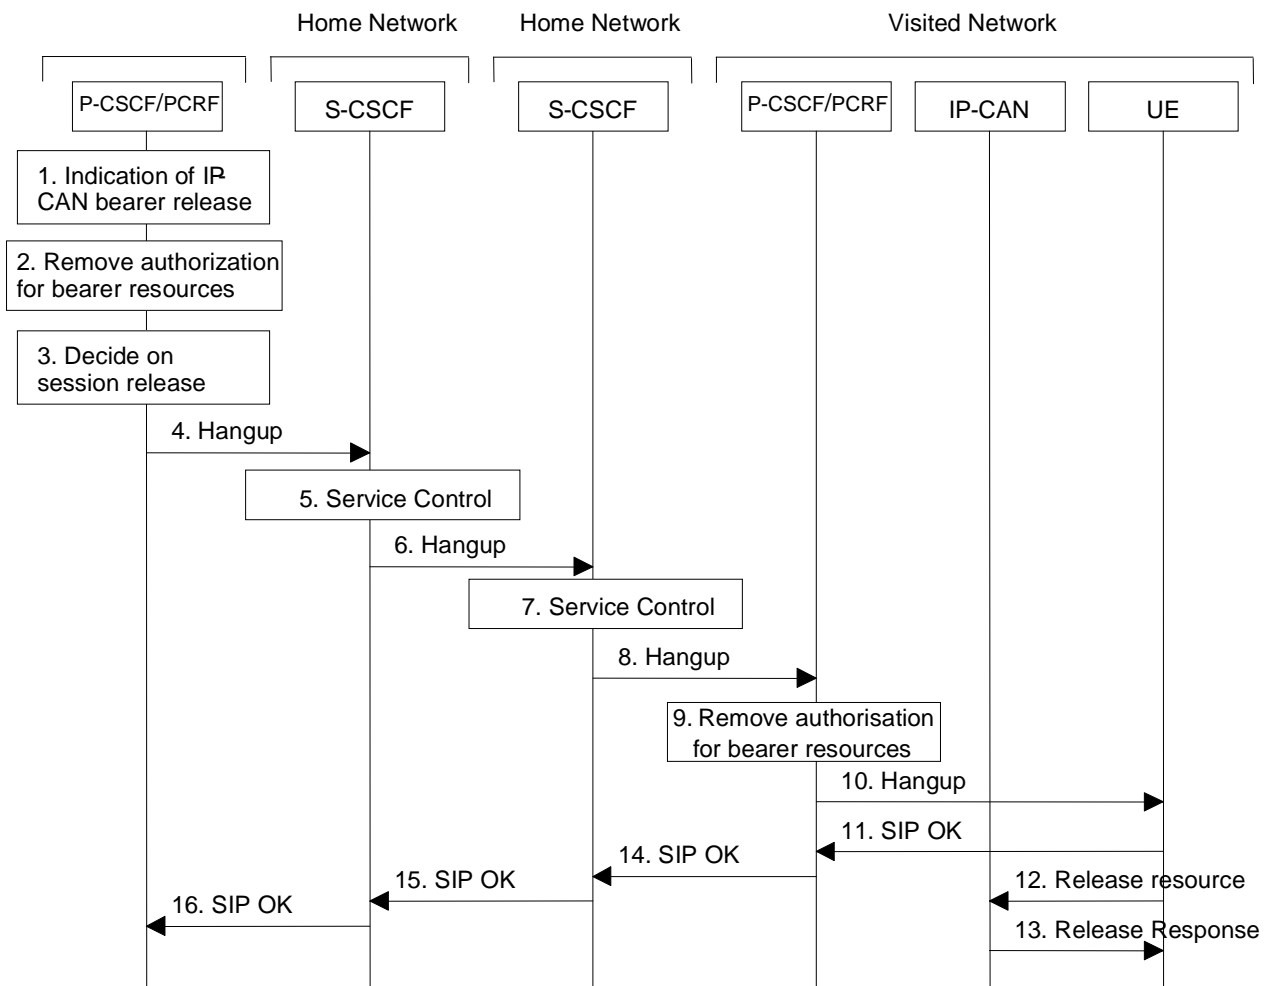 Home Network
Home Network
Visited Network
P-CSCF/PCRF
S-CSCF
S-CSCF
P-CSCF/PCRF
IP-CAN
UE
1. Indication of IP-
CAN bearer release
2. Remove authorization
for bearer resources
3. Decide on
session release
4. Hangup
5. Service Control
6. Hangup
7. Service Control
8. Hangup
9. Remove authorisation
for bearer resources
10. Hangup
11. SIP OK
14. SIP OK
15. SIP OK
12. Release resource
16. SIP OK
13. Release Response